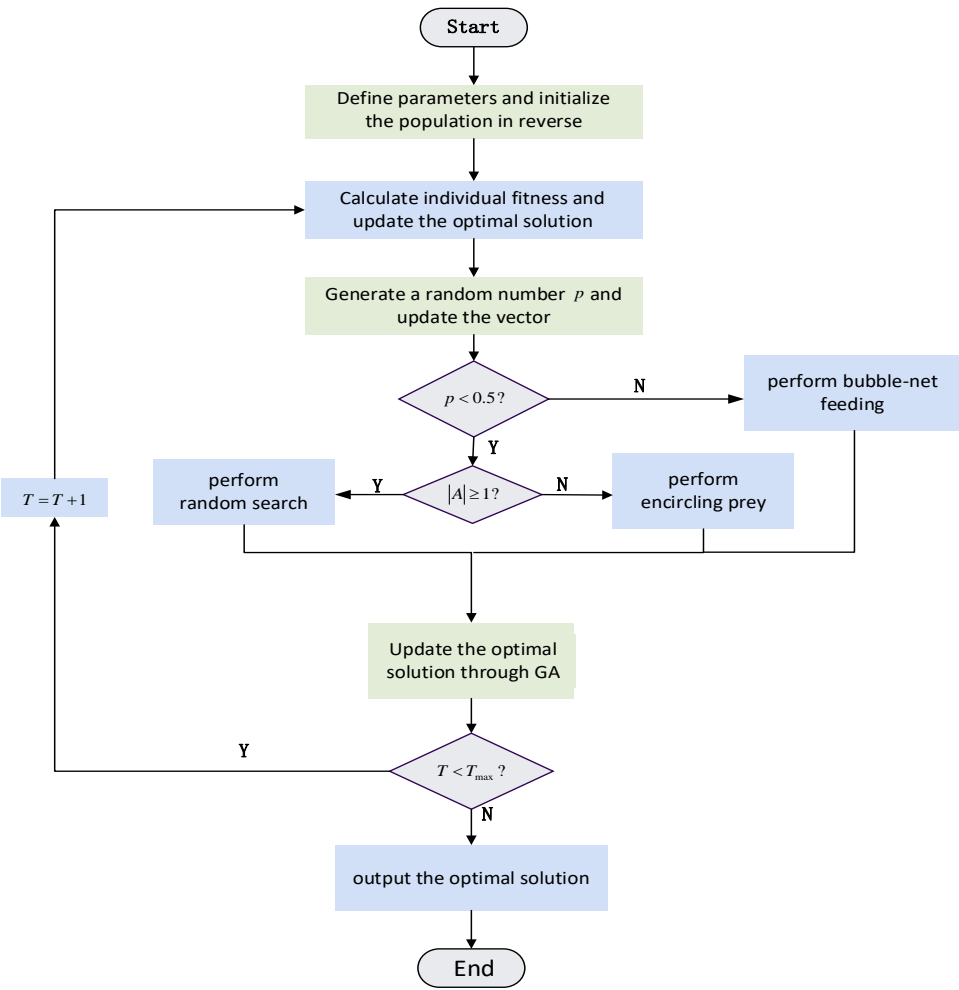 Start
Define parameters and initialize
the population in reverse
Calculate individual fitness and
update the optimal solution
Generate a random number p and
update the vector
p < 0.5?
N
perform bubble-net
feeding
Y
T = T + 1
perform
random search
Y
|A| ≥ 1?
N
perform
encircling prey
Update the optimal
solution through GA
Y
T < T_max ?
N
output the optimal solution
End